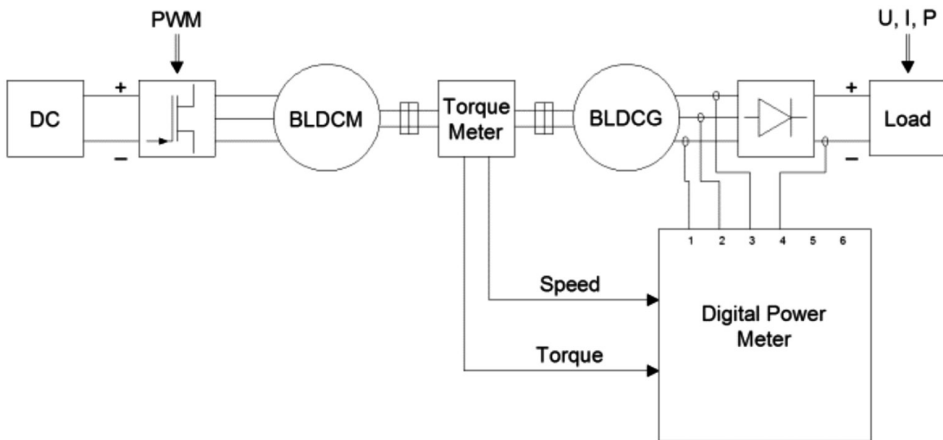 PWM
U, I, P
DC
+
–
BLDCM
Torque
Meter
BLDCG
+
–
Load
1 2 3 4 5 6
Speed
Digital Power
Meter
Torque